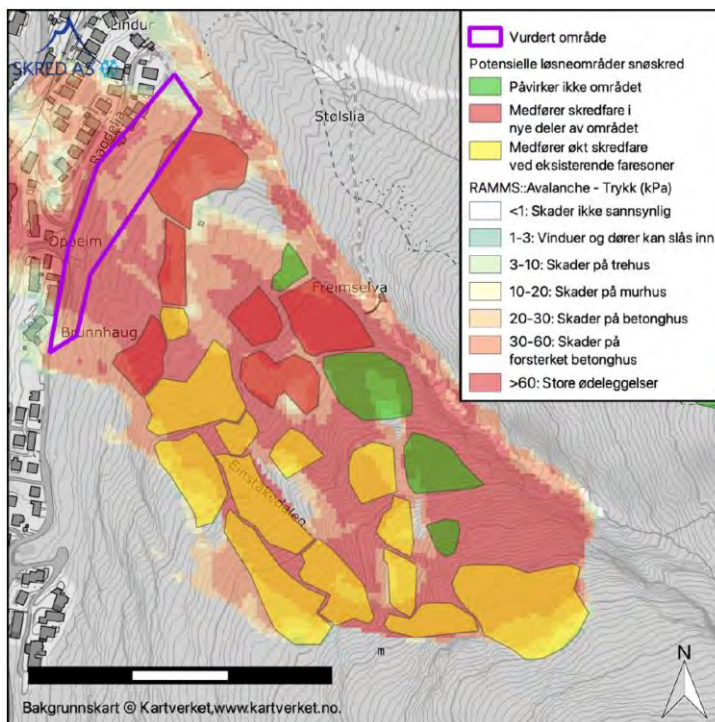 Lindur
SKRED AS
Vurdert område
Potensielle løsneområder snøskred
Påvirker ikke området
Medfører skredfare i
nye deler av området
Medfører økt skredfare
ved eksisterende faresoner
RAMMS::Avalanche - Trykk (kPa)
<1: Skader ikke sannsynlig
1-3: Vinduer og dører kan slås inn
3-10: Skader på trehus
10-20: Skader på murhus
20-30: Skader på betonghus
30-60: Skader på
forsterket betonghus
>60: Store ødeleggelser
Stølslia
Røgdelia
Oppeim
Freimselva
Brunnhaug
Einstakedalen
m
N
Bakgrunnskart © Kartverket,www.kartverket.no.